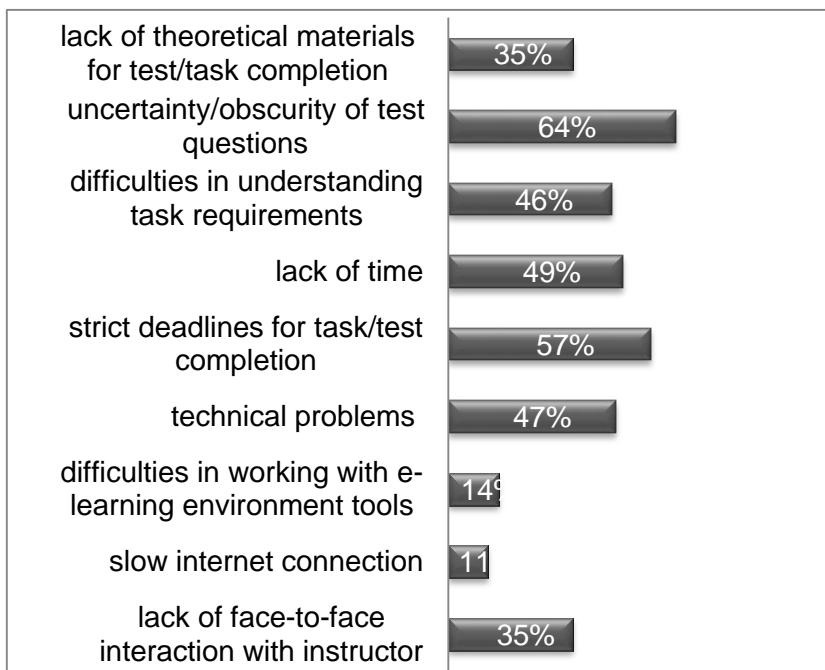 lack of theoretical materials
for test/task completion
35%
uncertainty/obscurity of test
questions
64%
difficulties in understanding
task requirements
46%
lack of time
49%
strict deadlines for task/test
completion
57%
technical problems
47%
difficulties in working with e-
learning environment tools
14%
slow internet connection
11
lack of face-to-face
interaction with instructor
35%